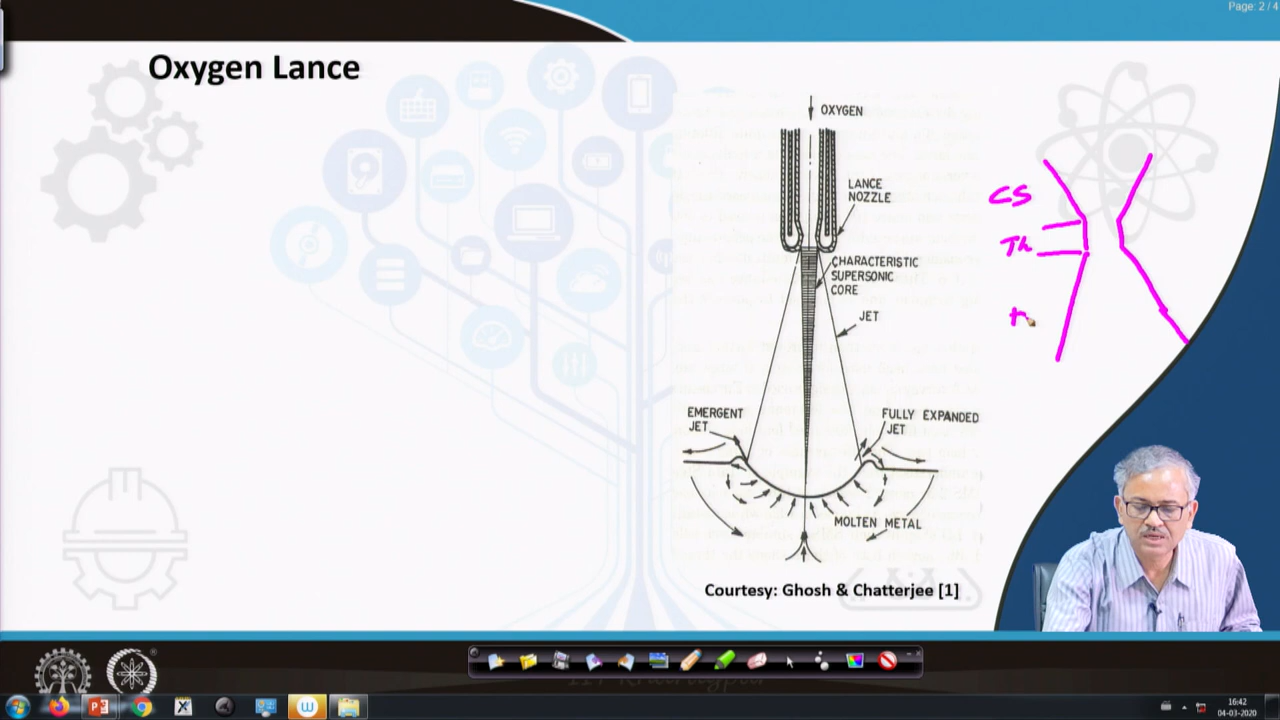 Page: 2 / 4
Oxygen Lance
OXYGEN
LANCE
NOZZLE
CHARACTERISTIC
SUPERSONIC
CORE
JET
EMERGENT
JET
FULLY EXPANDED
JET
MOLTEN METAL
Courtesy: Ghosh & Chatterjee [1]
CS
Th
16:42
04-03-2020